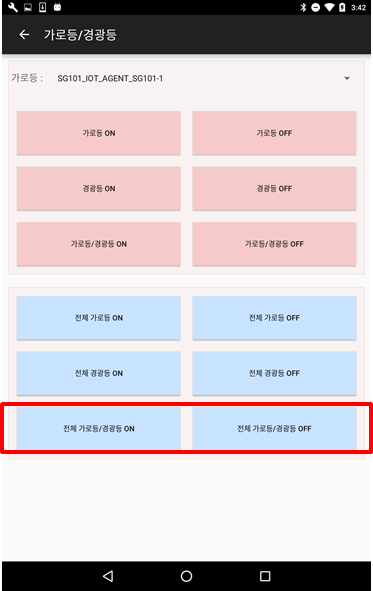 3:42
가로등/경광등
가로등 : SG101_IOT_AGENT_SG101-1
가로등 ON 가로등 OFF
경광등 ON 경광등 OFF
가로등/경광등 ON 가로등/경광등 OFF
전체 가로등 ON 전체 가로등 OFF
전체 경광등 ON 전체 경광등 OFF
전체 가로등/경광등 ON 전체 가로등/경광등 OFF